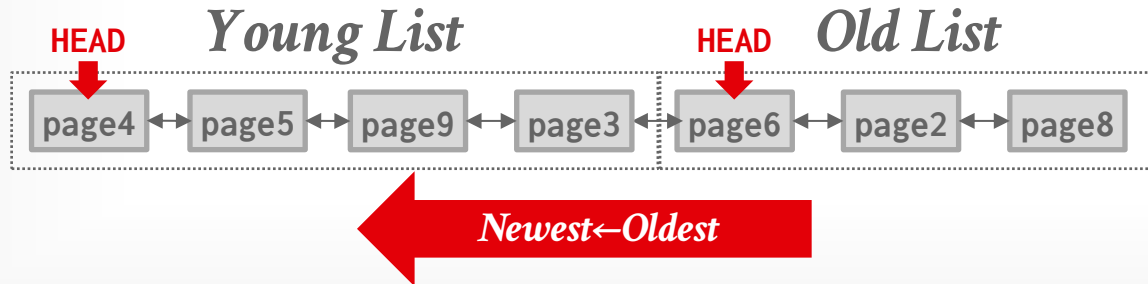 Young List
Old List
HEAD
HEAD
page4 page5 page9 page3 page6 page2 page8
Newest←Oldest